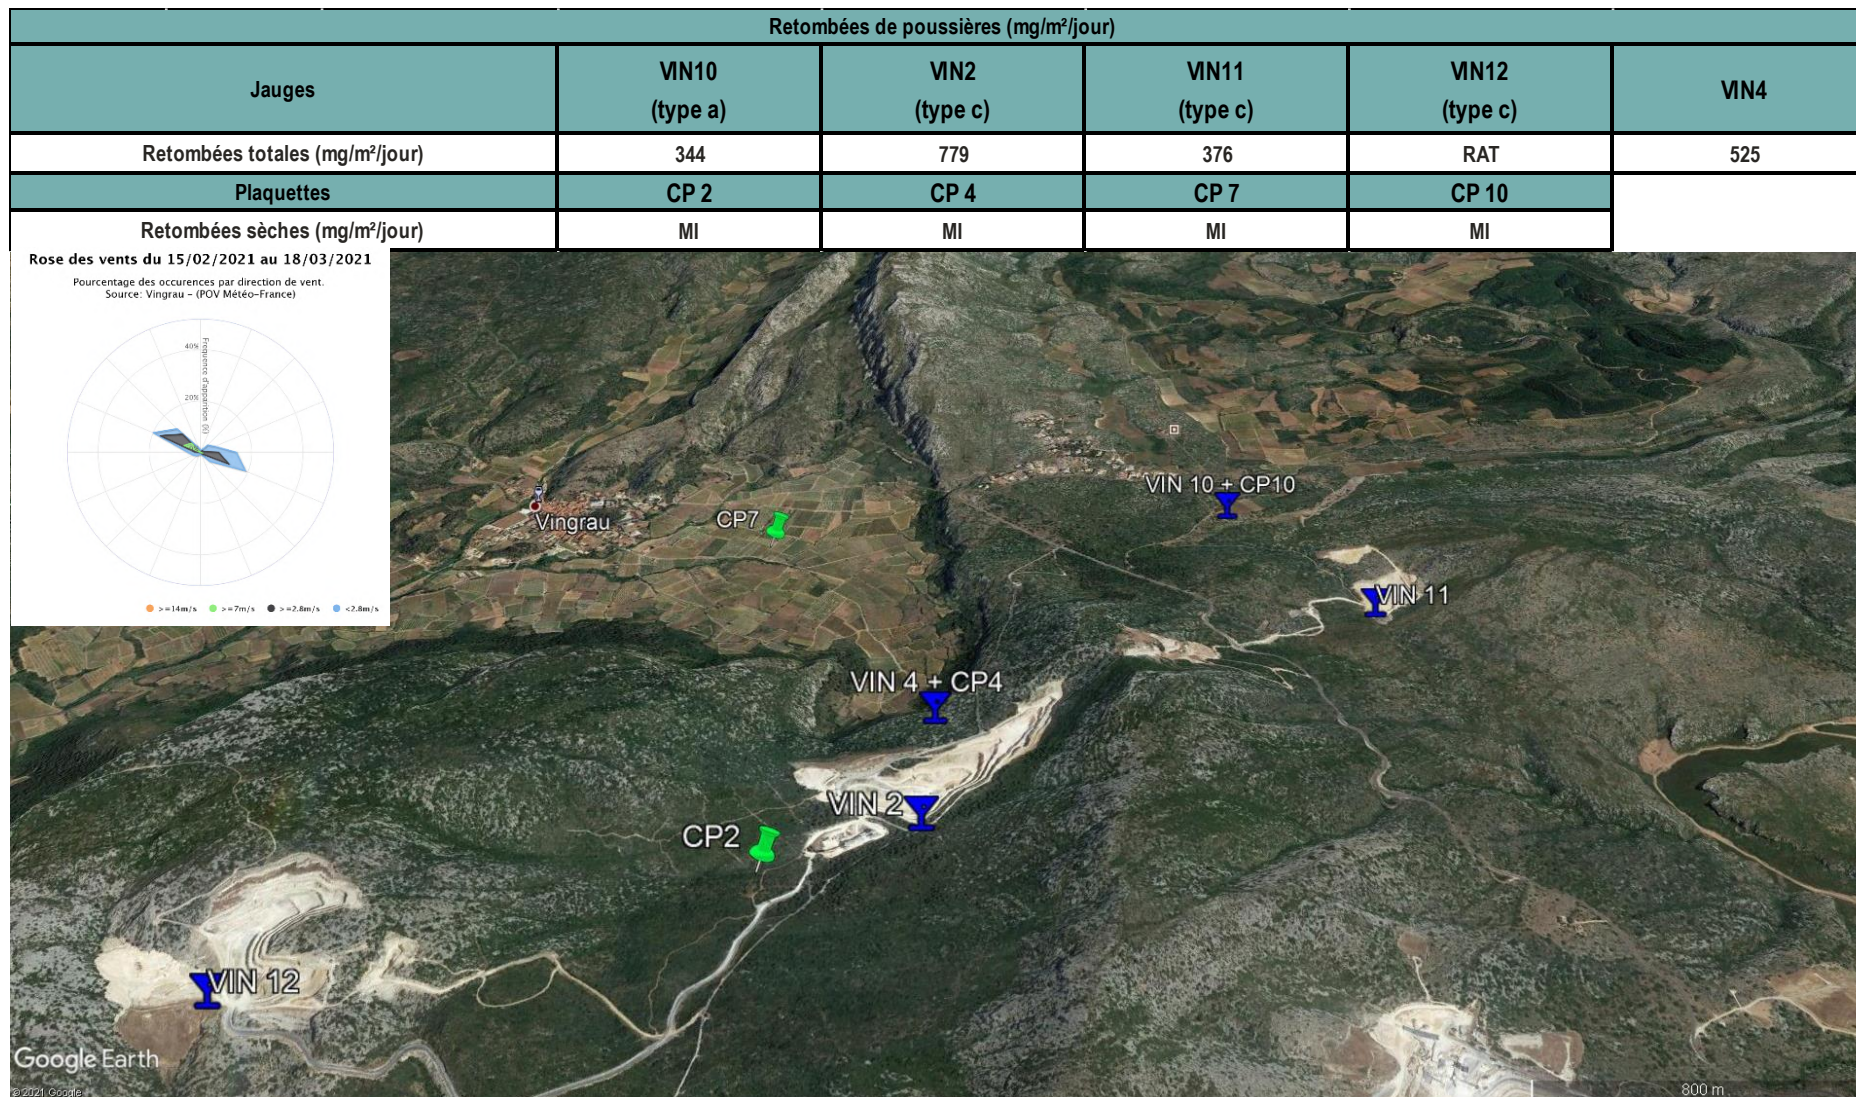 Retombées de poussières (mg/m²/jour)
Jauges
VIN10
(type a)
VIN2
(type c)
VIN11
(type c)
VIN12
(type c)
VIN4
Retombées totales (mg/m²/jour) 344 779 376 RAT 525
Plaquettes CP 2 CP 4 CP 7 CP 10
Retombées sèches (mg/m²/jour) MI MI MI MI
Rose des vents du 15/02/2021 au 18/03/2021
Pourcentage des occurences par direction de vent.
Source: Vingrau - (POV Météo-France)
40%
20%
Frequence d'apparition (%)
>=14m/s >=7m/s >=2.8m/s <2.8m/s
VIN 10 + CP10
CP7
Vingrau
VIN 11
VIN 4 + CP4
VIN 2
CP2
VIN 12
Google Earth
©2021 Google
800 m